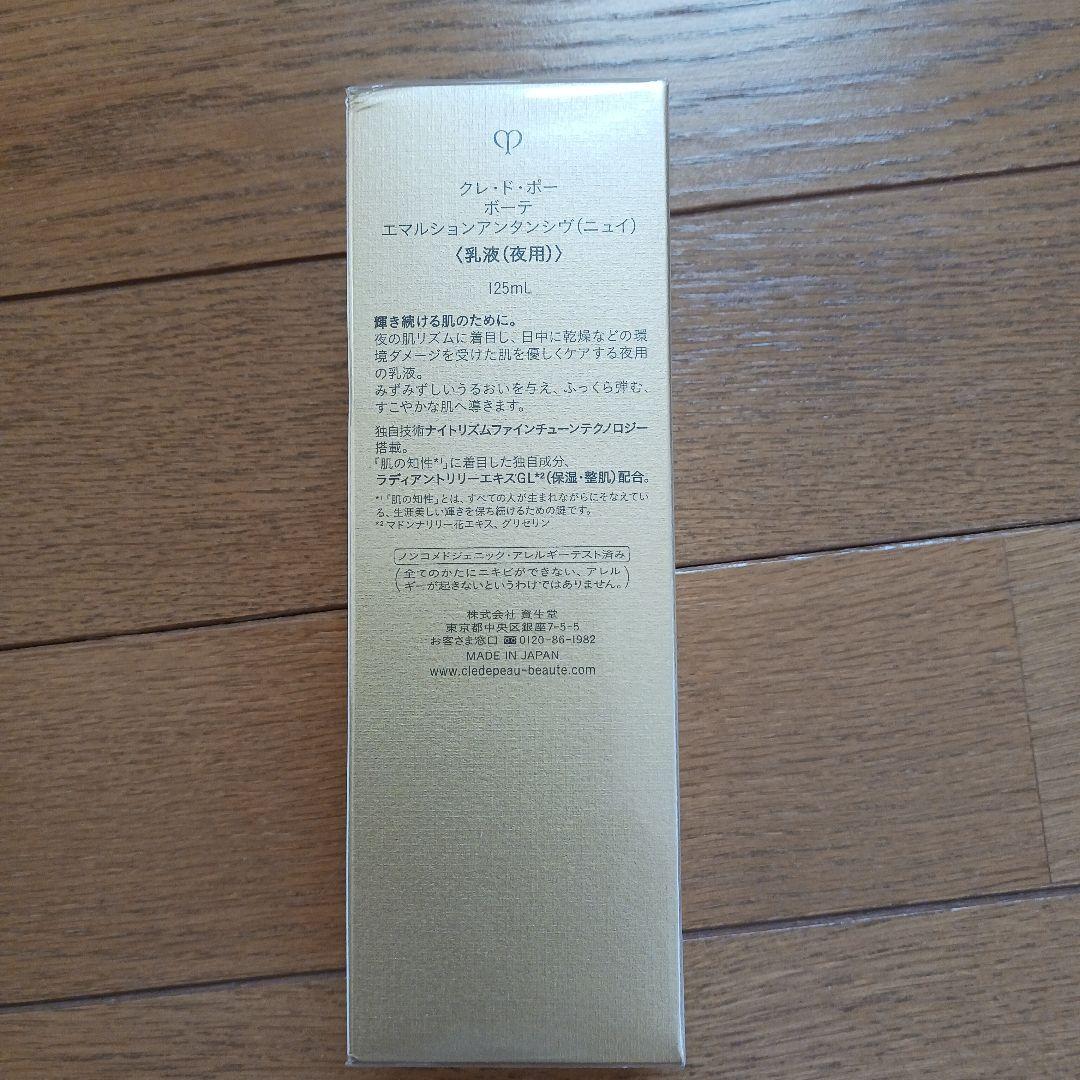 クレ・ド・ポー
ボーテ
エマルションアンタンシヴ(ニュイ)
〈乳液(夜用)〉
125mL
輝き続ける肌のために。
夜の肌リズムに着目し、日中に乾燥などの環
境ダメージを受けた肌を優しくケアする夜用
の乳液。
みずみずしいうるおいを与え、ふっくら弾む、
すこやかな肌へ導きます。
独自技術ナイトリズムファインチューンテクノロジー
搭載。
『肌の知性*¹』に着目した独自成分、
ラディアントリリーエキスGL*²(保湿・整肌)配合。
*¹「肌の知性」とは、すべての人が生まれながらにそなえてい
る、生涯美しい輝きを保ち続けるための鍵です。
*² マドンナリリー花エキス、グリセリン
ノンコメドジェニック・アレルギーテスト済み
(全てのかたにニキビができない、アレル
ギーが起きないというわけではありません。)
株式会社 資生堂
東京都中央区銀座7-5-5
お客さま窓口 0120-86-1982
MADE IN JAPAN
www.cledepeau-beaute.com